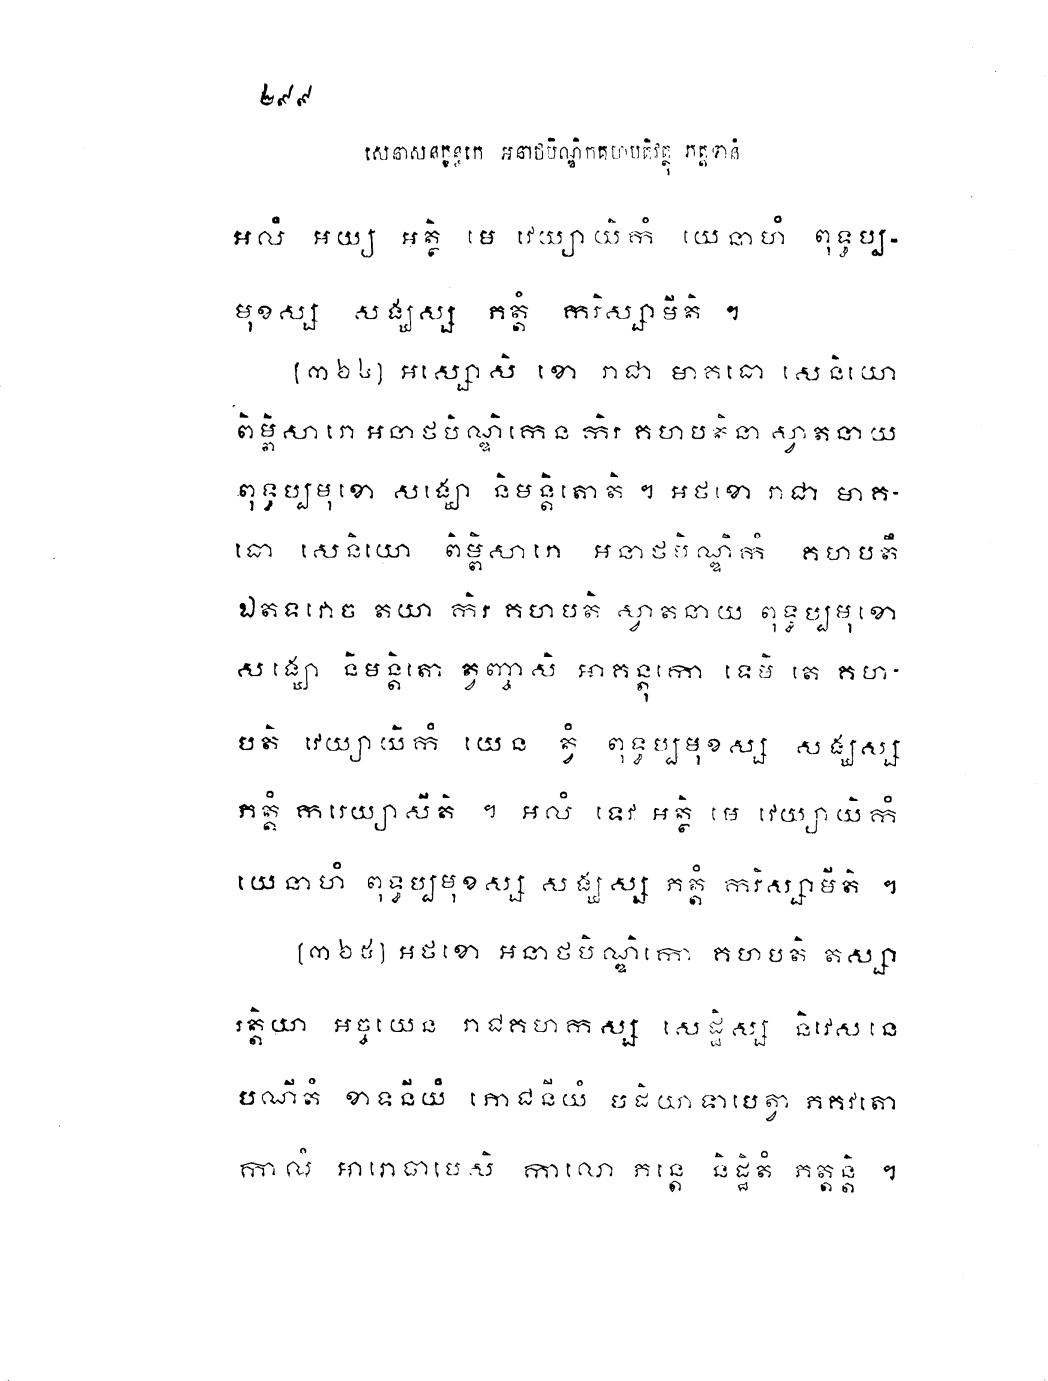 ២៩៩
សេនាសនក្ខន្ធកេ អនាថបិណ្ឌិកគហបតិវត្ថុ ភត្តទានំ
អលំ អយ្យ អត្ថិ មេ វេយ្យាយិកំ យេនាហំ ពុទ្ធប្ប-
មុខស្ស សង្ឃស្ស ភត្តំ ករិស្សាមីតិ ។
(៣៦៤) អស្សោសិ ខោ រាជា មាគធោ សេនិយោ
ពិម្ពិសារោ អនាថបិណ្ឌិកេន កិរ គហបតិនា ស្វាតនាយ
ពុទ្ធប្បមុខោ សង្ឃោ និមន្តិតោតិ ។ អថខោ រាជា មាគ-
ធោ សេនិយោ ពិម្ពិសារោ អនាថបិណ្ឌិកំ គហបតឹ
ឯតទវោច តយា កិរ គហបតិ ស្វាតនាយ ពុទ្ធប្បមុខោ
សង្ឃោ និមន្តិតោ ត្វញ្ចាសិ អាគន្តុកោ ទេមិ តេ គហ-
បតិ វេយ្យាយិកំ យេន ត្វំ ពុទ្ធប្បមុខស្ស សង្ឃស្ស
ភត្តំ ករេយ្យាសីតិ ។ អលំ ទេវ អត្ថិ មេ វេយ្យាយិកំ
យេនាហំ ពុទ្ធប្បមុខស្ស សង្ឃស្ស ភត្តំ ករិស្សាមីតិ ។
(៣៦៥) អថខោ អនាថបិណ្ឌិកោ គហបតិ តស្សា
រត្តិយា អច្ចយេន រាជគហកស្ស សេដ្ឋិស្ស និវេសនេ
បណីតំ ខាទនីយំ ភោជនីយំ បដិយាទាបេត្វា ភគវតោ
កាលំ អារោចាបេសិ កាលោ ភន្តេ និដ្ឋិតំ ភត្តន្តិ ។